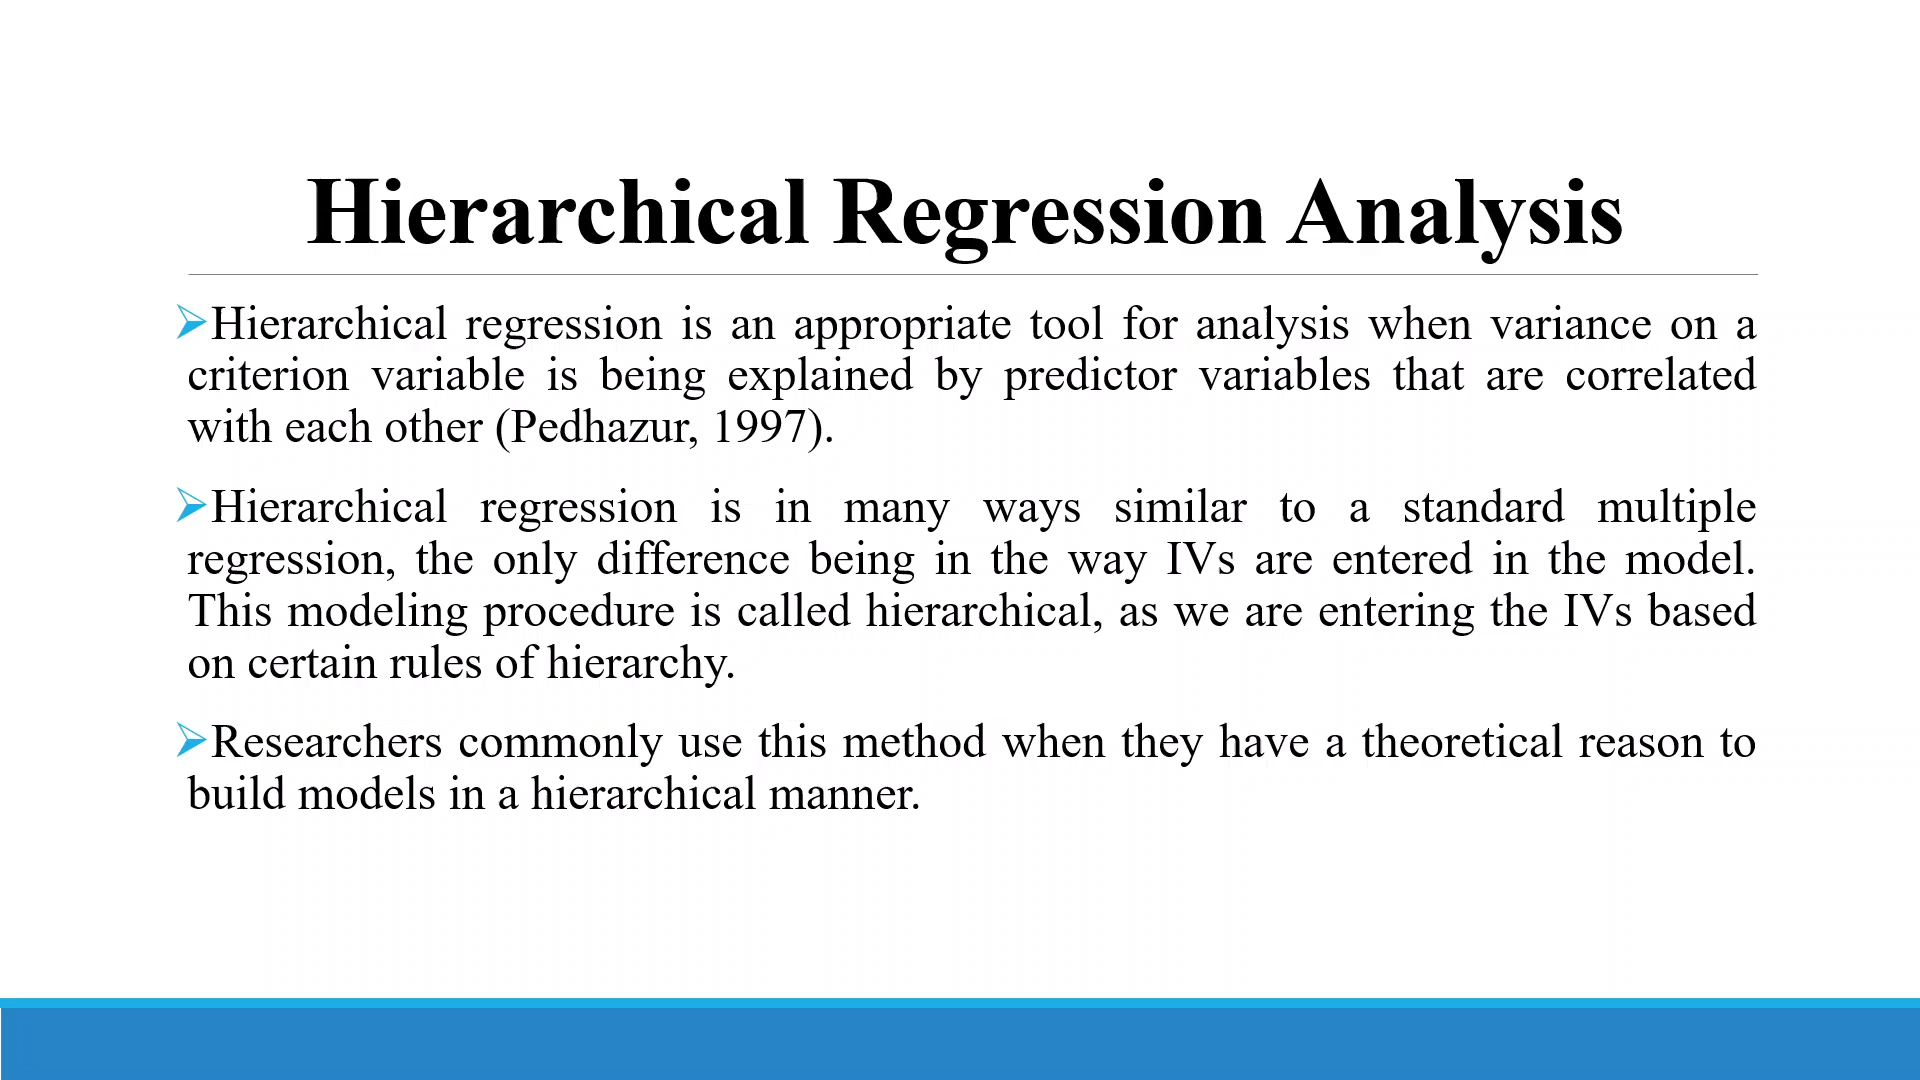 Hierarchical Regression Analysis
Hierarchical regression is an appropriate tool for analysis when variance on a
criterion variable is being explained by predictor variables that are correlated
with each other (Pedhazur, 1997).
Hierarchical regression is in many ways similar to a standard multiple
regression, the only difference being in the way IVs are entered in the model.
This modeling procedure is called hierarchical, as we are entering the IVs based
on certain rules of hierarchy.
Researchers commonly use this method when they have a theoretical reason to
build models in a hierarchical manner.